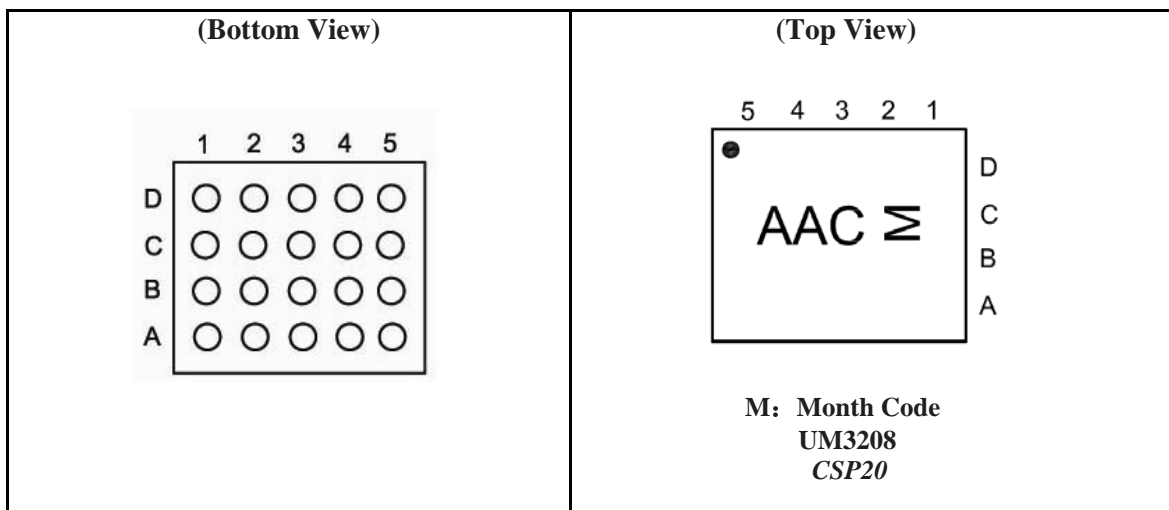 (Bottom View)
1 2 3 4 5
D
C
B
A
(Top View)
5 4 3 2 1
D
C
B
A
AAC M
M：Month Code
UM3208
CSP20